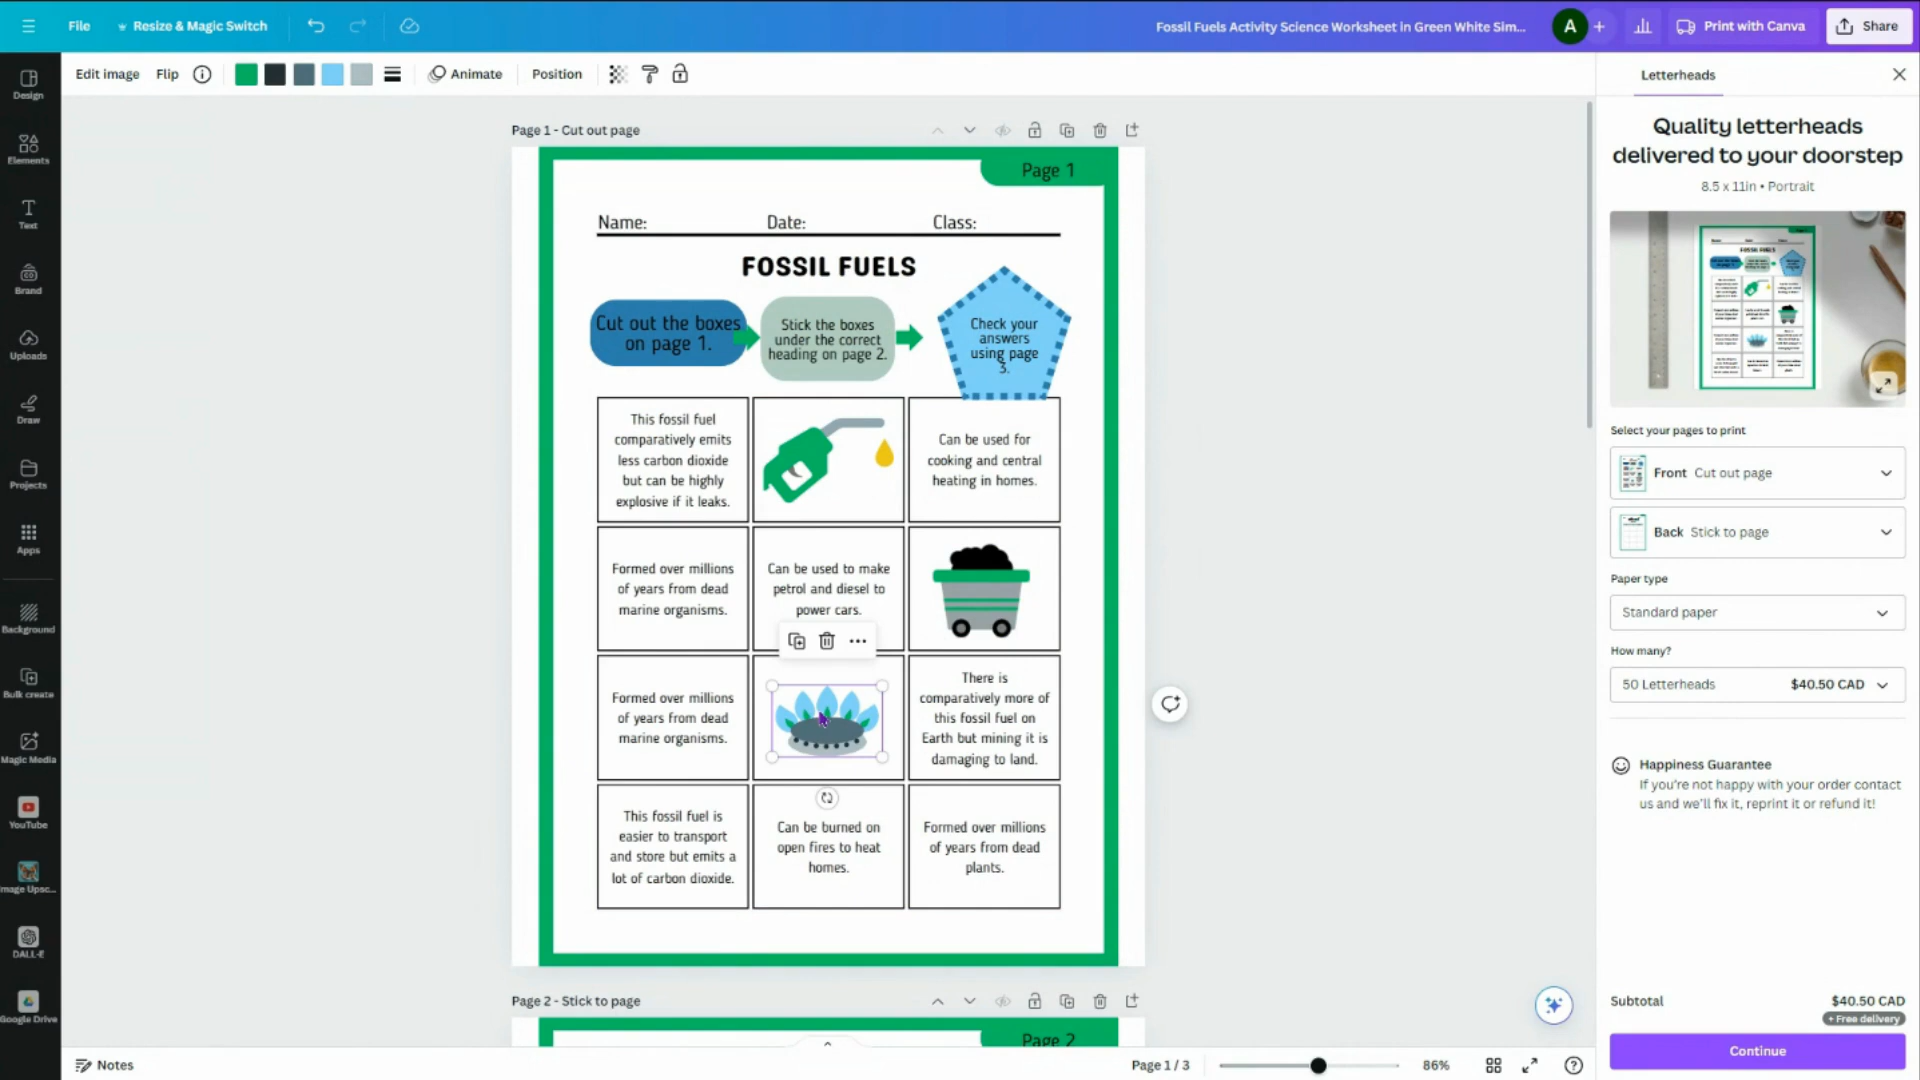 File
Resize & Magic Switch
Fossil Fuels Activity Science Worksheet in Green White Sim...
A
Print with Canva
Share
Design
Elements
Text
Brand
Uploads
Draw
Projects
Apps
Background
Bulk create
Magic Media
YouTube
Image Upsc...
DALL·E
Google Drive
Edit image
Flip
Animate
Position
Page 1 - Cut out page
Page 1
Name:
Date:
Class:
FOSSIL FUELS
Cut out the boxes
on page 1.
Stick the boxes
under the correct
heading on page 2.
Check your
answers
using page
3.
This fossil fuel
comparatively emits
less carbon dioxide
but can be highly
explosive if it leaks.
Can be used for
cooking and central
heating in homes.
Formed over millions
of years from dead
marine organisms.
Can be used to make
petrol and diesel to
power cars.
Formed over millions
of years from dead
marine organisms.
There is
comparatively more of
this fossil fuel on
Earth but mining it is
damaging to land.
This fossil fuel is
easier to transport
and store but emits a
lot of carbon dioxide.
Can be burned on
open fires to heat
homes.
Formed over millions
of years from dead
plants.
Page 2 - Stick to page
Page 2
Notes
Page 1 / 3
86%
Letterheads
Quality letterheads
delivered to your doorstep
8.5 x 11in • Portrait
FOSSIL FUELS
Select your pages to print
Front Cut out page
Back Stick to page
Paper type
Standard paper
How many?
50 Letterheads $40.50 CAD
Happiness Guarantee
If you're not happy with your order contact
us and we'll fix it, reprint it or refund it!
Subtotal
$40.50 CAD
+ Free delivery
Continue